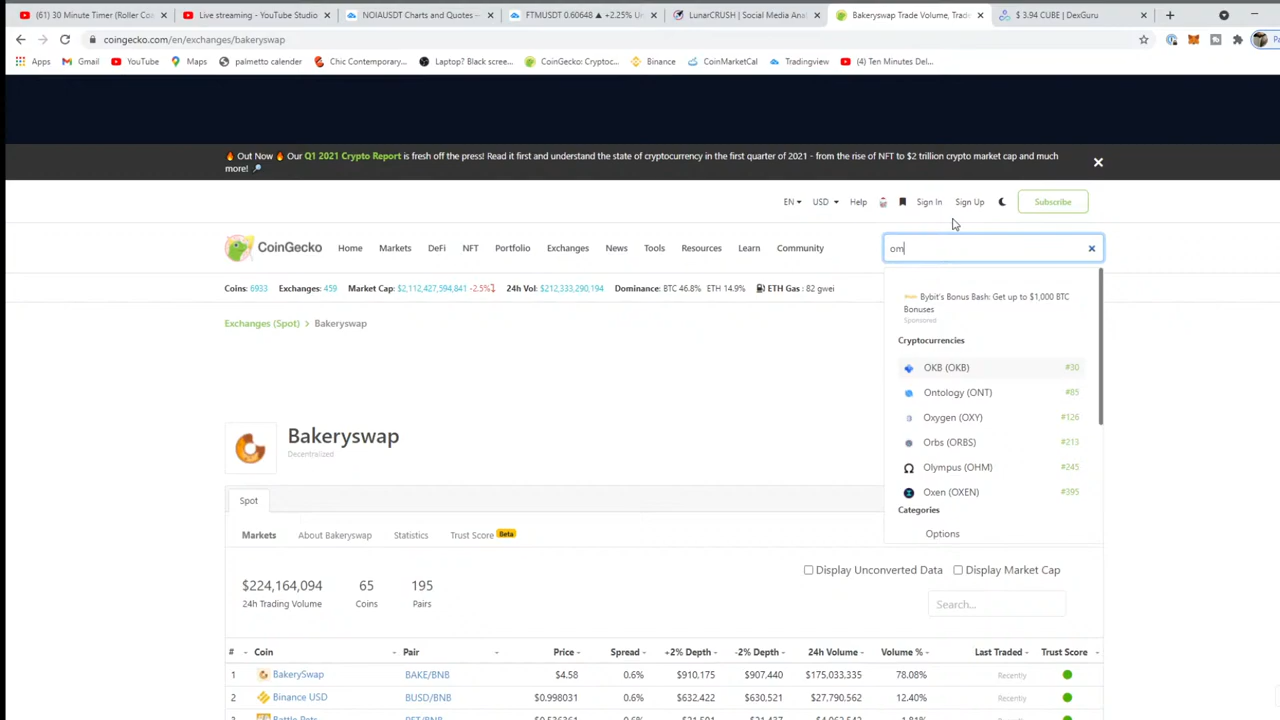 (61) 30 Minute Timer (Roller Coa
Live streaming - YouTube Studio
NOIAUSDT Charts and Quotes —
FTMUSDT 0.60648 ▲ +2.25% Un
LunarCRUSH | Social Media Anal
Bakeryswap Trade Volume, Trade
$ 3.94 CUBE | DexGuru
coingecko.com/en/exchanges/bakeryswap
Apps
Gmail
YouTube
Maps
palmetto calender
Chic Contemporary...
Laptop? Black scree...
CoinGecko: Cryptoc...
Binance
CoinMarketCal
Tradingview
(4) Ten Minutes Del...
🔥 Out Now 🔥 Our Q1 2021 Crypto Report is fresh off the press! Read it first and understand the state of cryptocurrency in the first quarter of 2021 - from the rise of NFT to $2 trillion crypto market cap and much
more! 🔎
EN USD Help Sign In Sign Up Subscribe
CoinGecko Home Markets DeFi NFT Portfolio Exchanges News Tools Resources Learn Community
om
Coins: 6933 Exchanges: 459 Market Cap: $2,112,427,594,841 -2.5% 24h Vol: $212,333,290,194 Dominance: BTC 46.8% ETH 14.9% ETH Gas : 82 gwei
Bybit's Bonus Bash: Get up to $1,000 BTC
Bonuses
Sponsored
Cryptocurrencies
OKB (OKB) #30
Ontology (ONT) #85
Oxygen (OXY) #126
Orbs (ORBS) #213
Olympus (OHM) #245
Oxen (OXEN) #395
Categories
Options
Exchanges (Spot) > Bakeryswap
Bakeryswap
Decentralized
Spot
Markets About Bakeryswap Statistics Trust Score Beta
$224,164,094 65 195
24h Trading Volume Coins Pairs
Display Unconverted Data Display Market Cap
Search...
# Coin Pair Price Spread +2% Depth -2% Depth 24h Volume Volume % Last Traded Trust Score
1 BakerySwap BAKE/BNB $4.58 0.6% $910,175 $907,440 $175,033,335 78.08% Recently
2 Binance USD BUSD/BNB $0.998031 0.6% $632,422 $630,521 $27,790,562 12.40% Recently